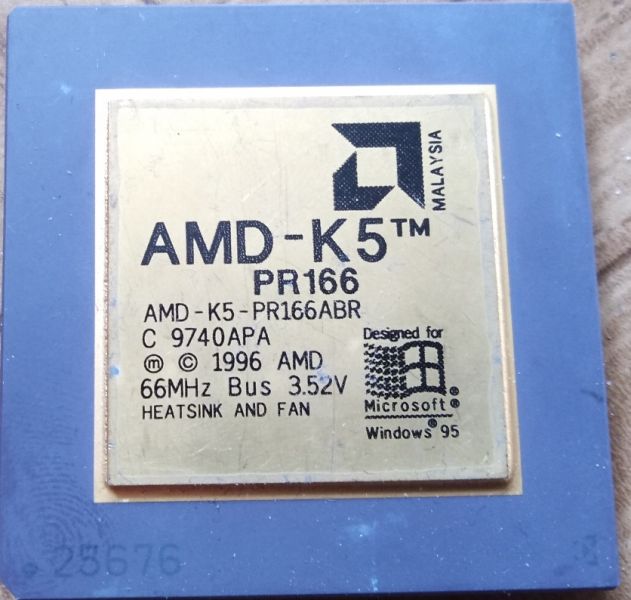 MALAYSIA
AMD-K5™
PR166
AMD-K5-PR166ABR
C 9740APA
ⓜ © 1996 AMD
66MHz Bus 3.52V
HEATSINK AND FAN
Designed for
Microsoft®
Windows®95
25676